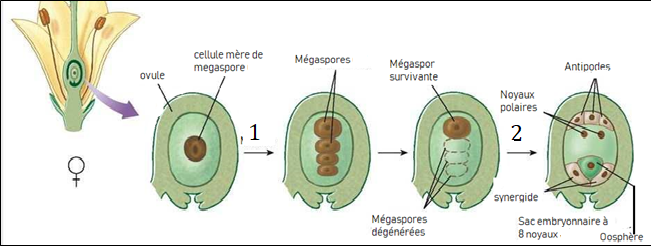 ovule
cellule mère de
megaspore
Mégaspores
Mégaspor
survivante
Antipodes
Noyaux
polaires
1
2
Mégaspores
dégénérées
synergide
Sac embryonnaire à
8 noyaux
Oosphère